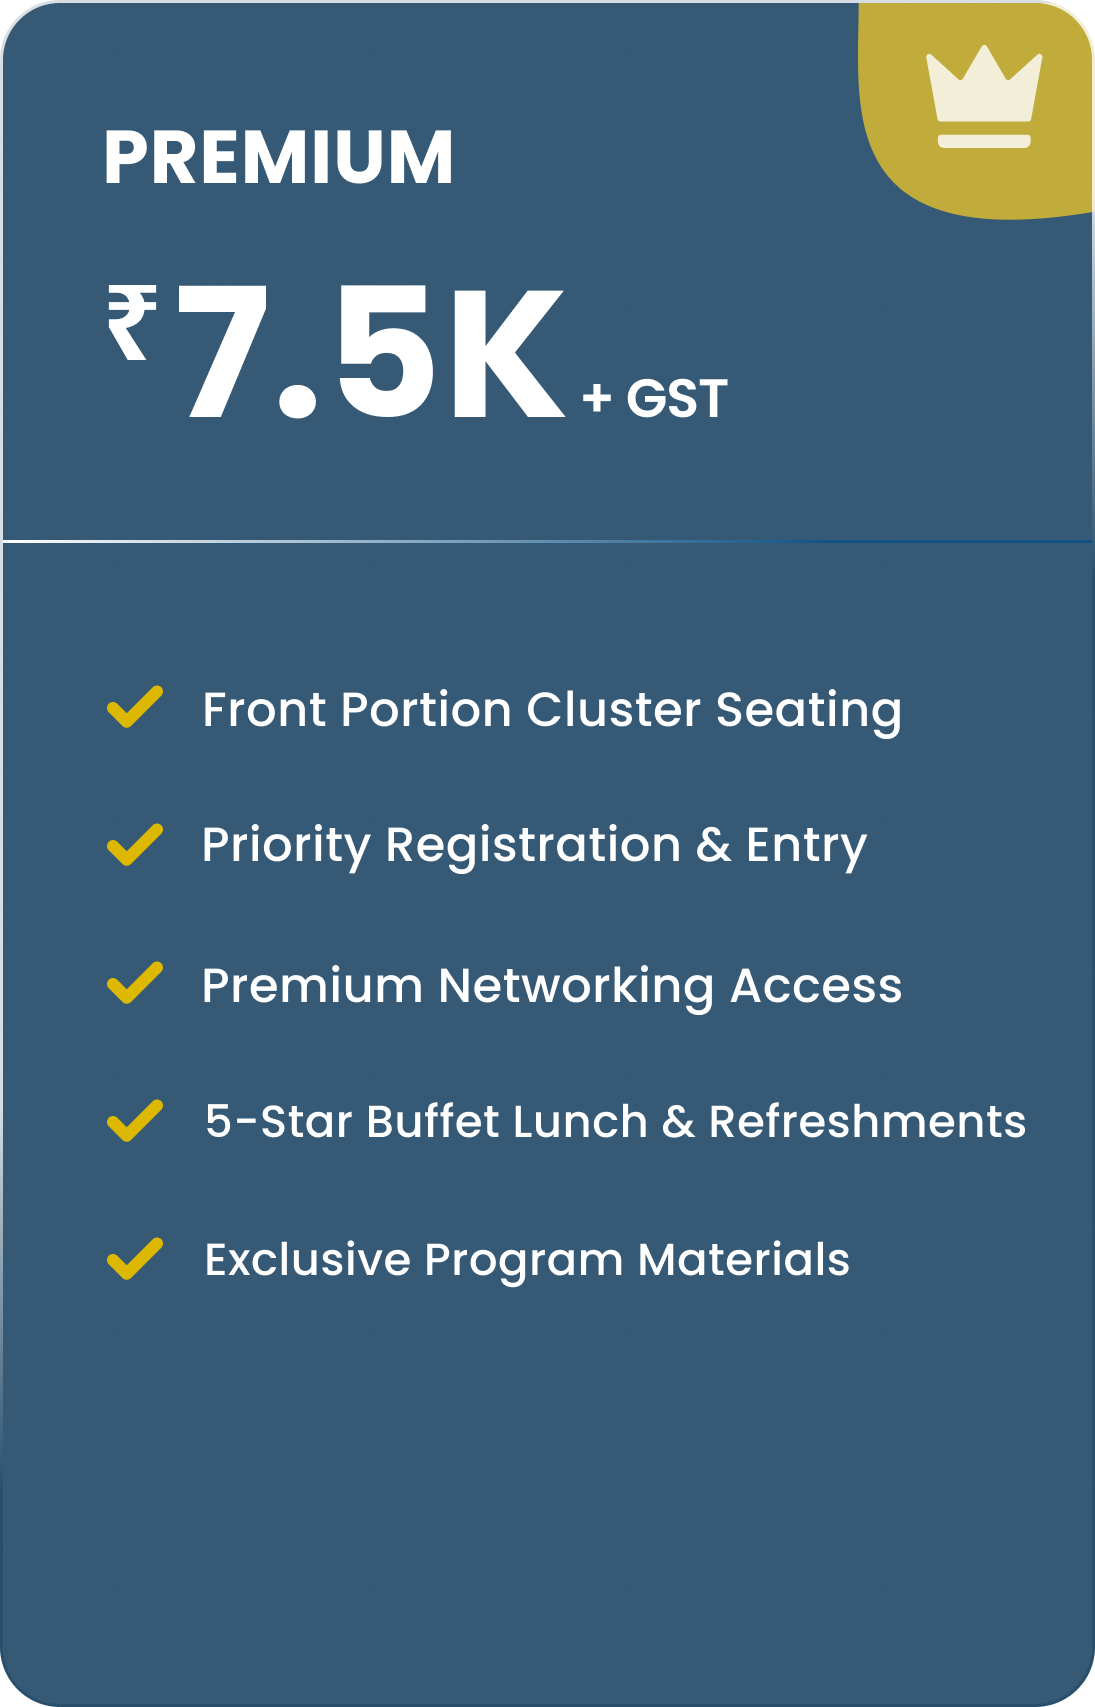 PREMIUM
₹7.5K + GST
Front Portion Cluster Seating
Priority Registration & Entry
Premium Networking Access
5-Star Buffet Lunch & Refreshments
Exclusive Program Materials